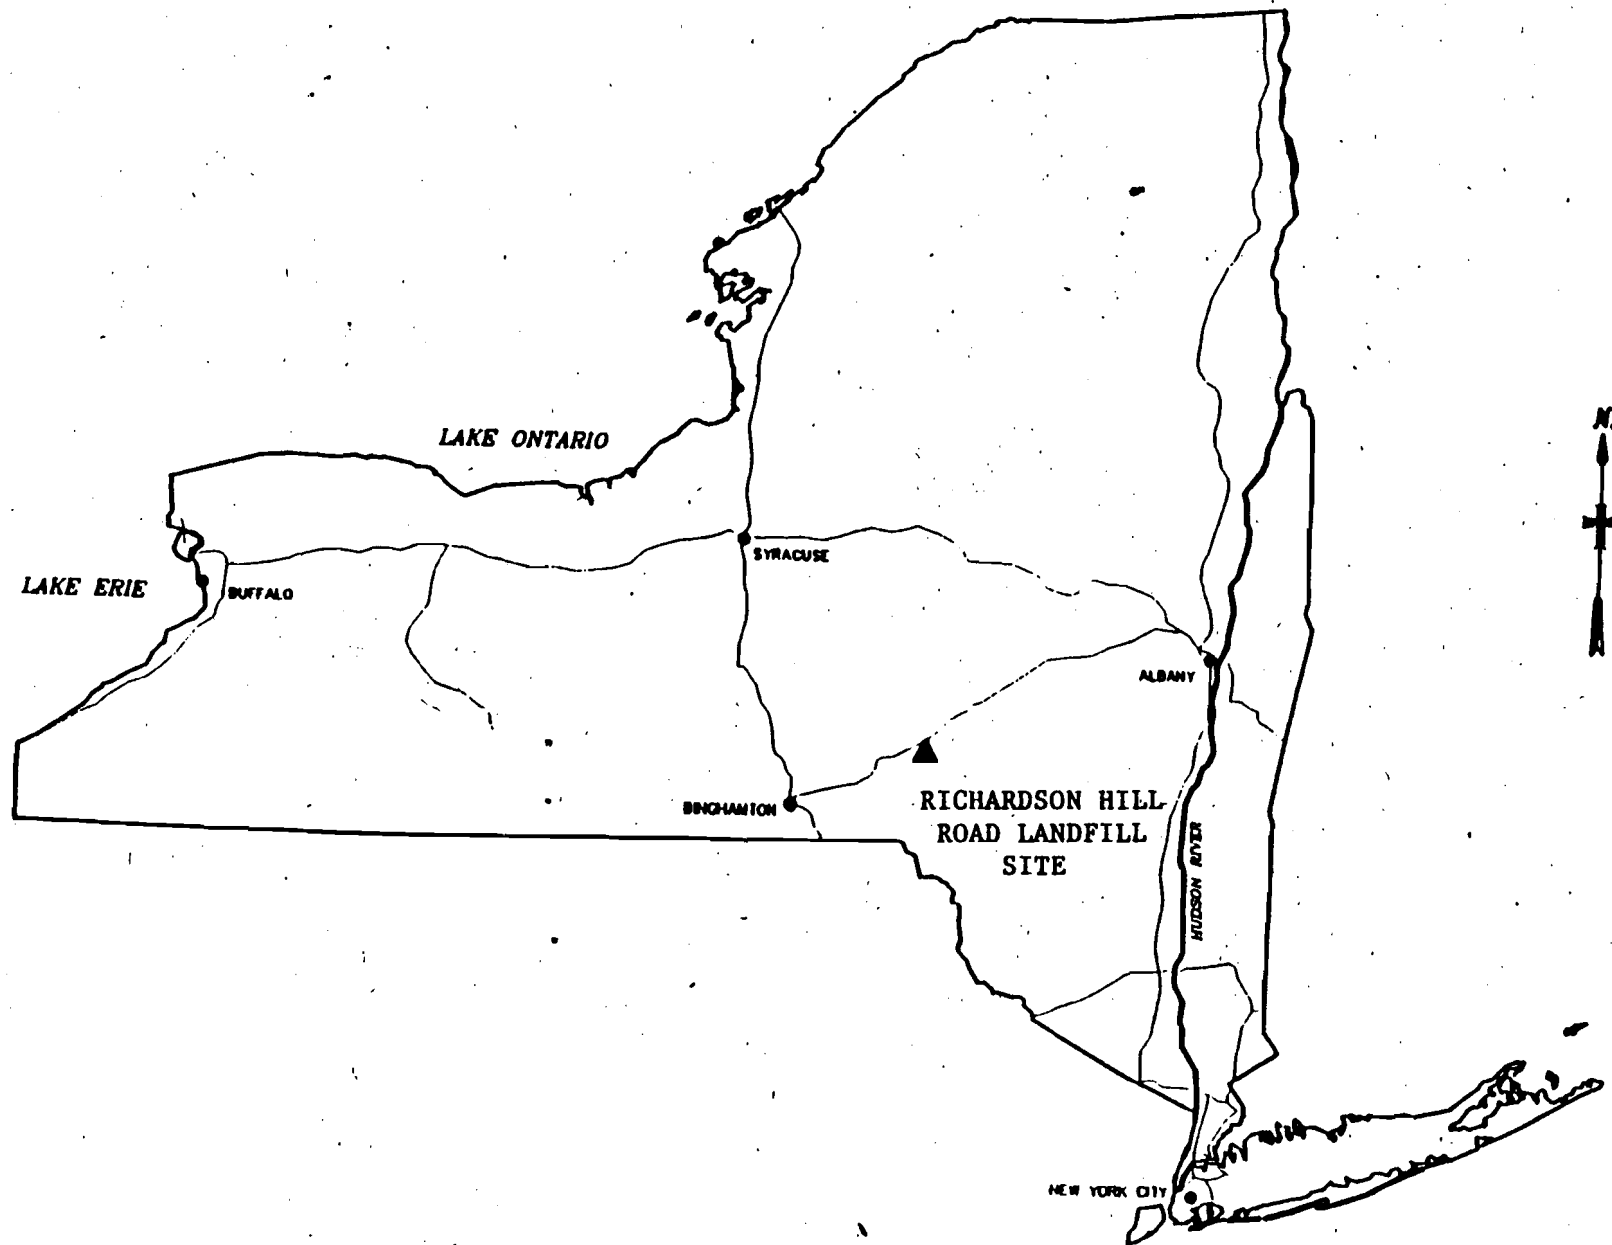 N.
LAKE ONTARIO
SYRACUSE
LAKE ERIE
BUFFALO
ALBANY
BINGHAMTON
RICHARDSON HILL
ROAD LANDFILL
SITE
HUDSON RIVER
NEW YORK CITY